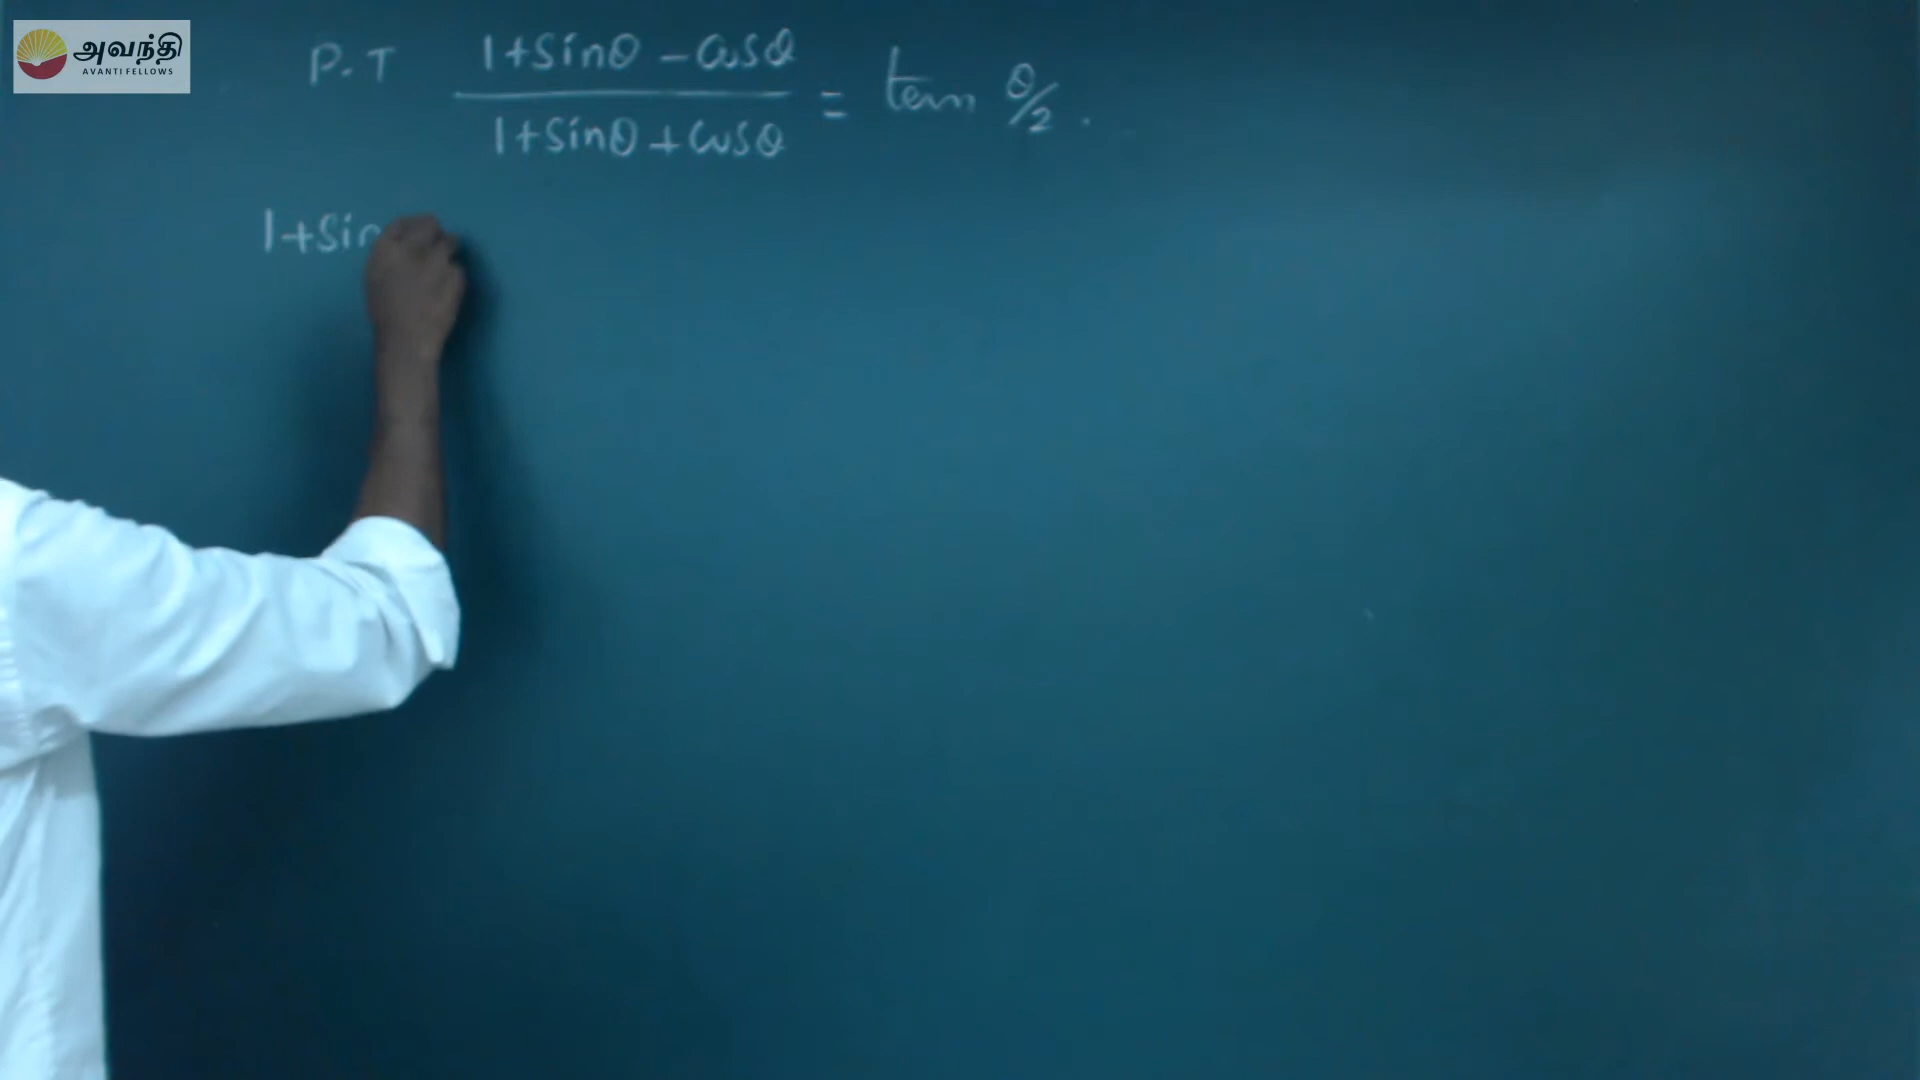 அவந்தி
AVANTI FELLOWS
P.T (1+Sinθ - Cosθ)/(1+Sinθ + Cosθ) = tan θ/2.
1+Sin